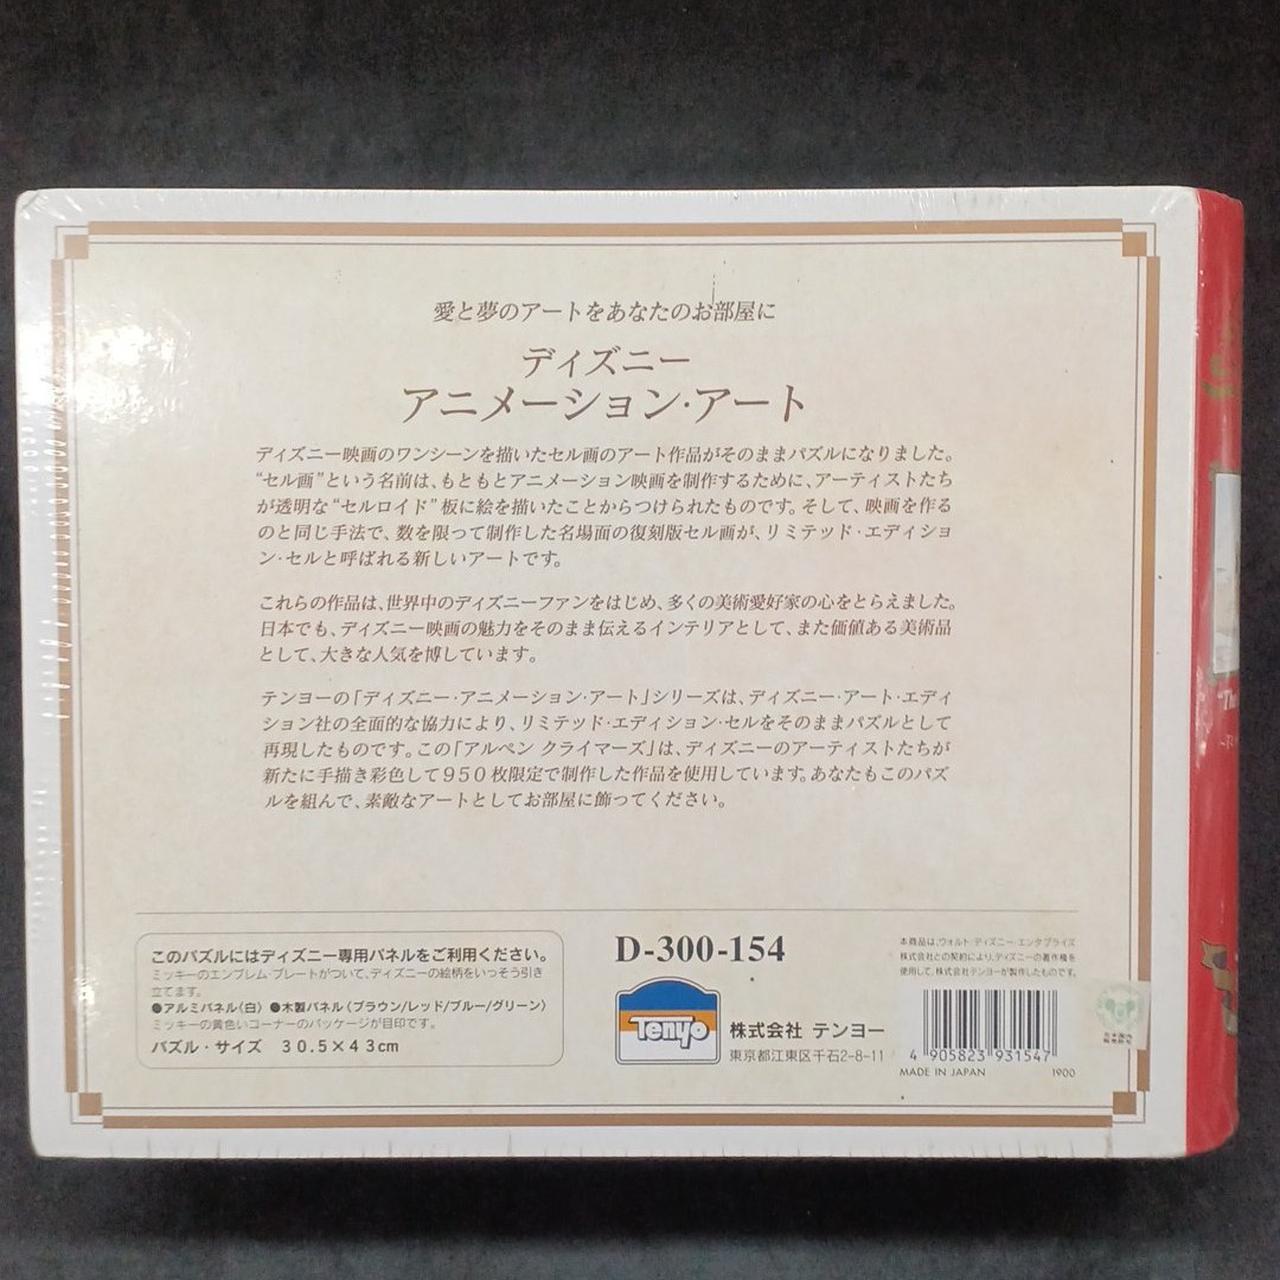 愛と夢のアートをあなたのお部屋に
ディズニー
アニメーション・アート
ディズニー映画のワンシーンを描いたセル画のアート作品がそのままパズルになりました。
“セル画”という名前は、もともとアニメーション映画を制作するために、アーティストたち
が透明な“セルロイド”板に絵を描いたことからつけられたものです。そして、映画を作る
のと同じ手法で、数を限って制作した名場面の復刻版セル画が、リミテッド・エディショ
ン・セルと呼ばれる新しいアートです。
これらの作品は、世界中のディズニーファンをはじめ、多くの美術愛好家の心をとらえました。
日本でも、ディズニー映画の魅力をそのまま伝えるインテリアとして、また価値ある美術品
として、大きな人気を博しています。
テンヨーの「ディズニー・アニメーション・アート」シリーズは、ディズニー・アート・エディ
ション社の全面的な協力により、リミテッド・エディション・セルをそのままパズルとして
再現したものです。この「アルペン クライマーズ」は、ディズニーのアーティストたちが
新たに手描き彩色して950枚限定で制作した作品を使用しています。あなたもこのパズ
ルを組んで、素敵なアートとしてお部屋に飾ってください。
このパズルにはディズニー専用パネルをご利用ください。
ミッキーのエンブレム・プレートがついて、ディズニーの絵柄をいっそう引き
立てます。
●アルミパネル(白) ●木製パネル(ブラウン/レッド/ブルー/グリーン)
ミッキーの黄色いコーナーのパッケージが目印です。
パズル・サイズ 30.5×43cm
D-300-154
Tenyo
株式会社 テンヨー
東京都江東区千石2-8-11
本商品は、ウォルト・ディズニー・エンタプライズ
株式会社との契約により、ディズニーの著作権を
使用して、株式会社テンヨーが製作したものです。
4 905823 931547
MADE IN JAPAN 1900